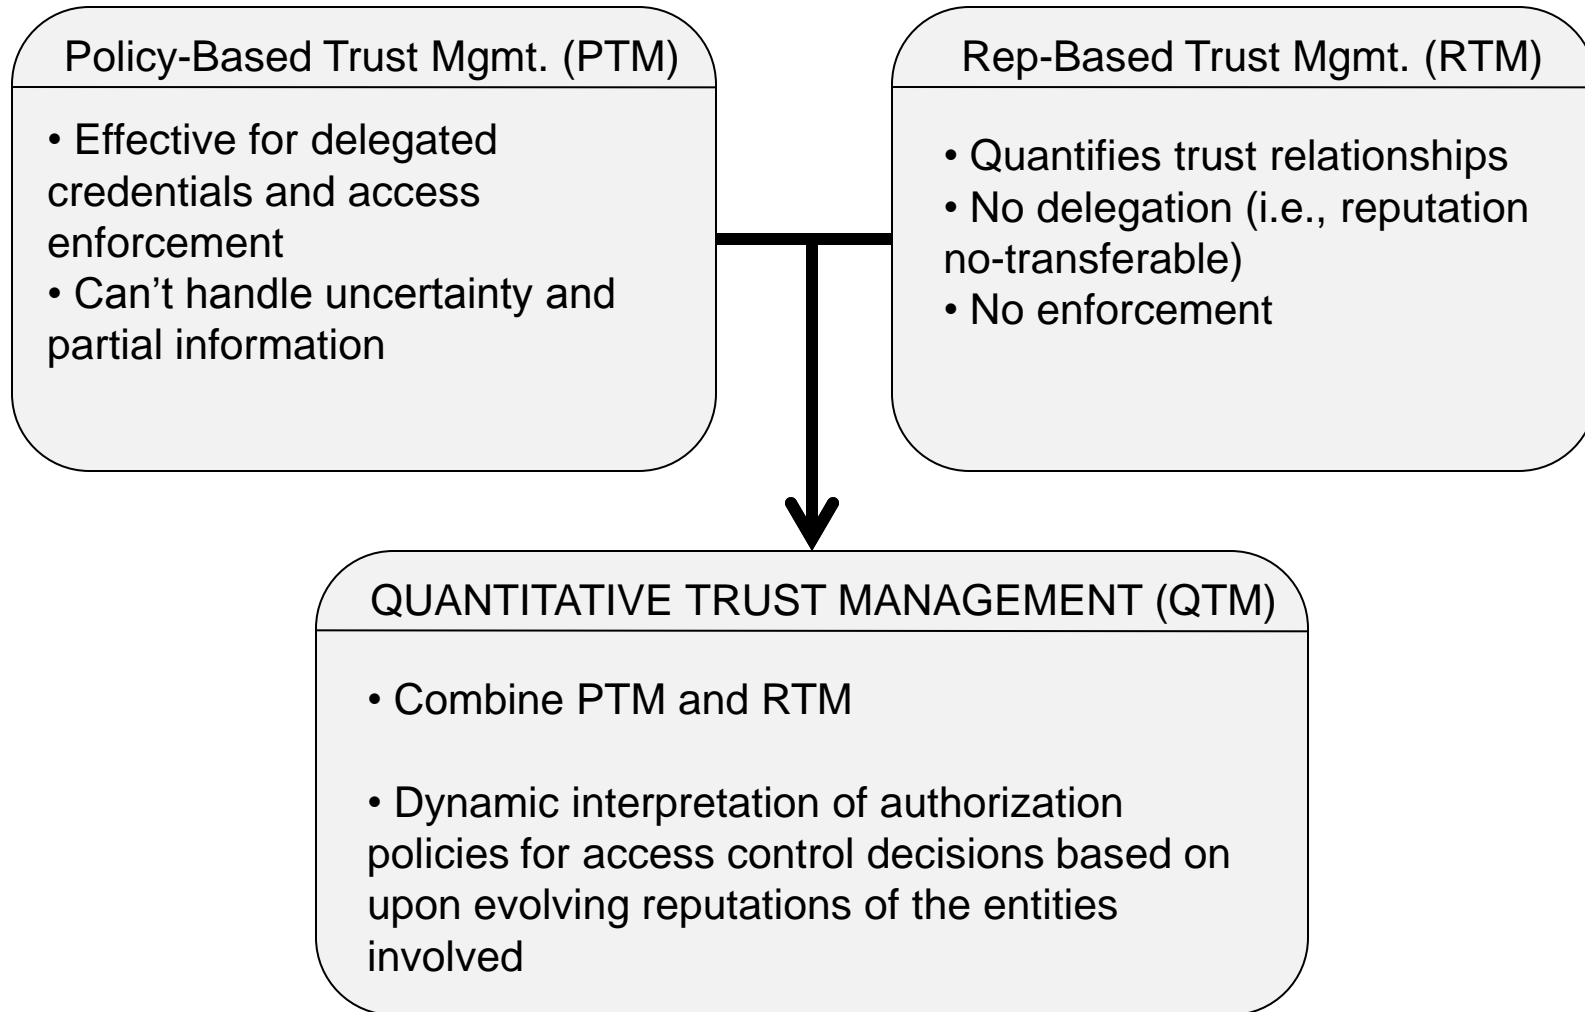 Policy-Based Trust Mgmt. (PTM)
• Effective for delegated
credentials and access
enforcement
• Can’t handle uncertainty and
partial information
Rep-Based Trust Mgmt. (RTM)
• Quantifies trust relationships
• No delegation (i.e., reputation
no-transferable)
• No enforcement
QUANTITATIVE TRUST MANAGEMENT (QTM)
• Combine PTM and RTM
• Dynamic interpretation of authorization
policies for access control decisions based on
upon evolving reputations of the entities
involved